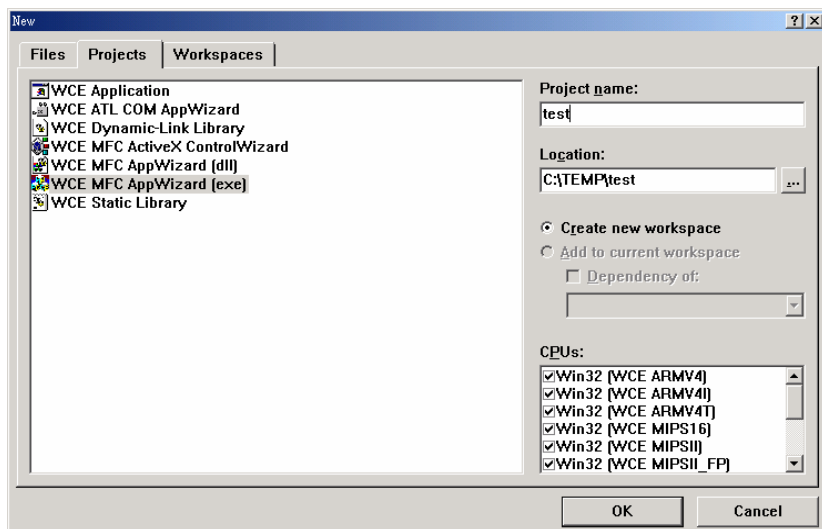 New
Files Projects Workspaces
WCE Application
WCE ATL COM AppWizard
WCE Dynamic-Link Library
WCE MFC ActiveX ControlWizard
WCE MFC AppWizard (dll)
WCE MFC AppWizard (exe)
WCE Static Library
Project name:
test
Location:
C:\TEMP\test
...
Create new workspace
Add to current workspace
Dependency of:
CPUs:
Win32 (WCE ARMV4)
Win32 (WCE ARMV4I)
Win32 (WCE ARMV4T)
Win32 (WCE MIPS16)
Win32 (WCE MIPSII)
Win32 (WCE MIPSII_FP)
OK Cancel